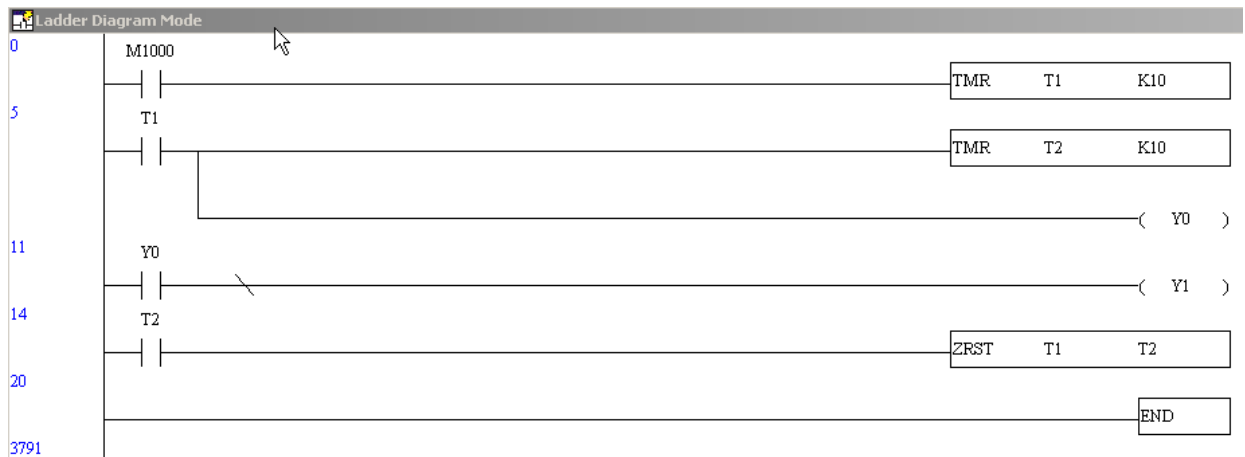 Ladder Diagram Mode
0
M1000
TMR T1 K10
5
T1
TMR T2 K10
( Y0 )
11
Y0
( Y1 )
14
T2
ZRST T1 T2
20
END
3791